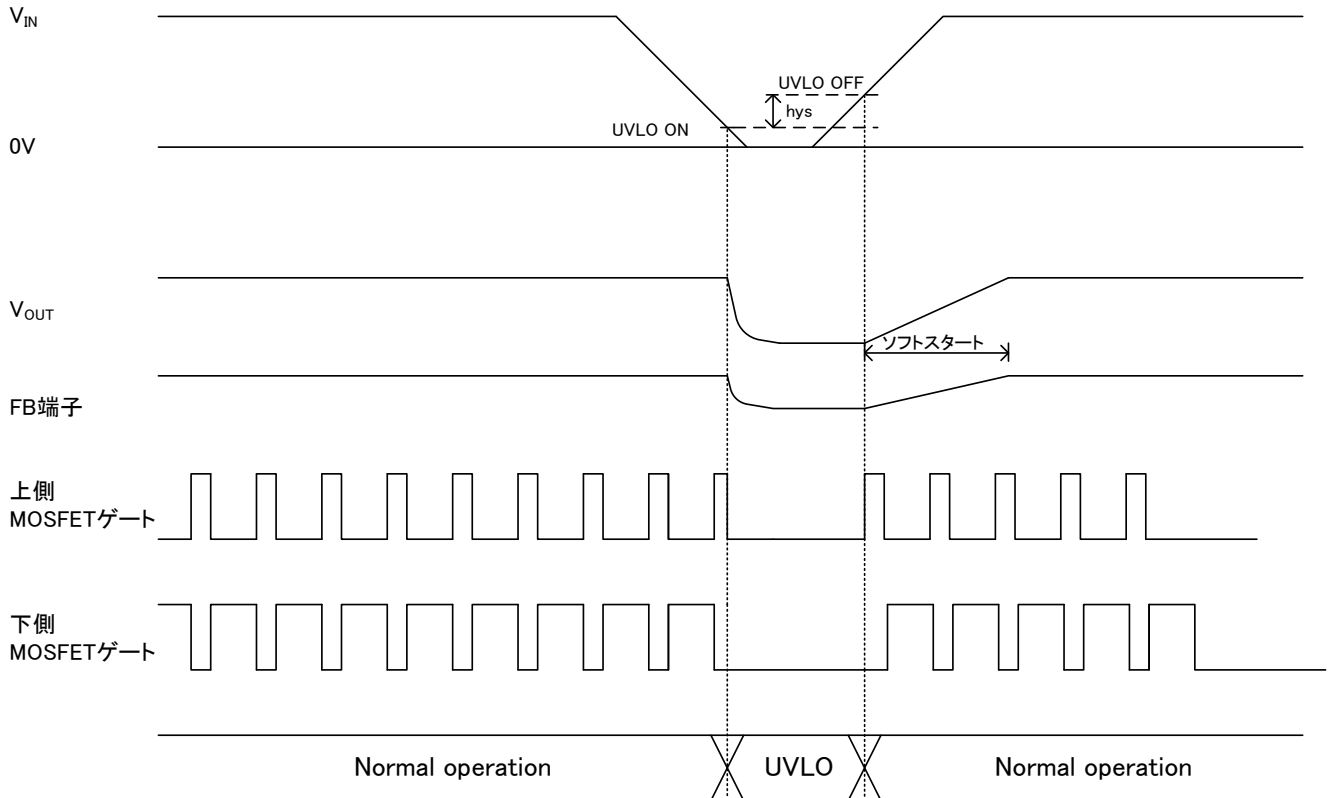 VIN
UVLO OFF
hys
UVLO ON
0V
VOUT
ソフトスタート
FB端子
上側
MOSFETゲート
下側
MOSFETゲート
Normal operation
UVLO
Normal operation